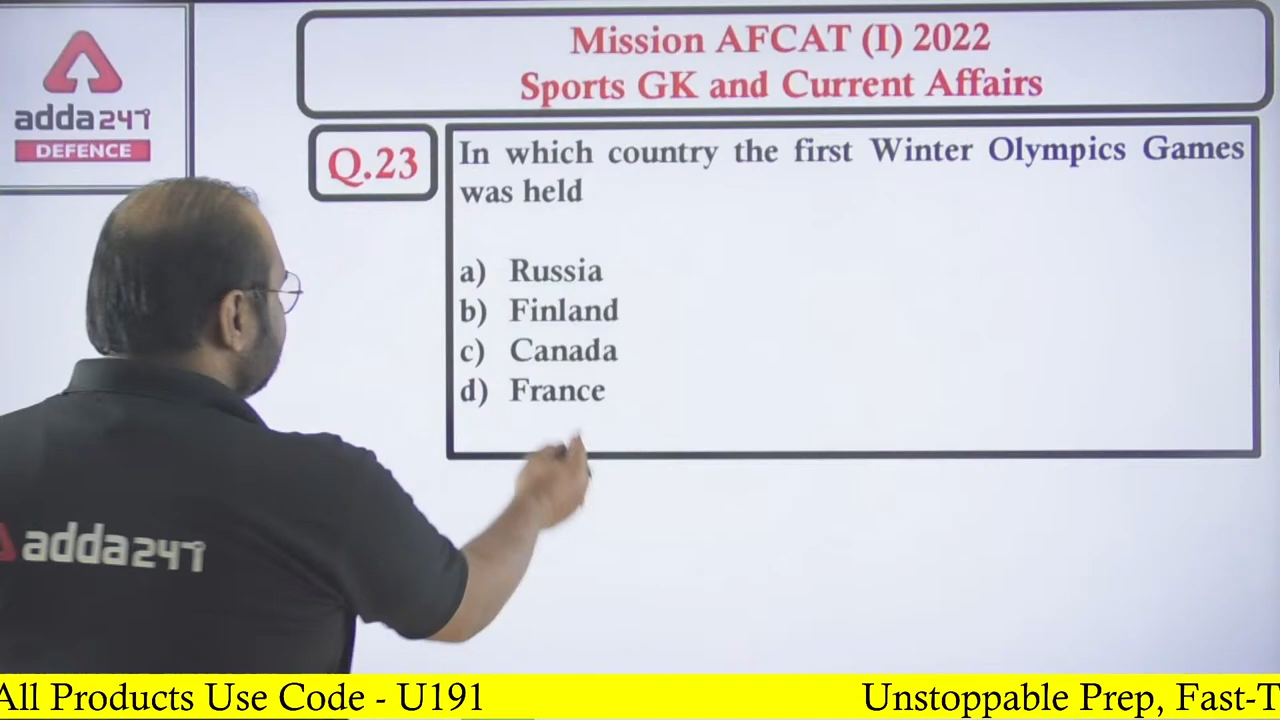 Mission AFCAT (I) 2022
Sports GK and Current Affairs
adda247
DEFENCE
Q.23
In which country the first Winter Olympics Games
was held
a) Russia
b) Finland
c) Canada
d) France
adda247
All Products Use Code - U191
Unstoppable Prep, Fast-T